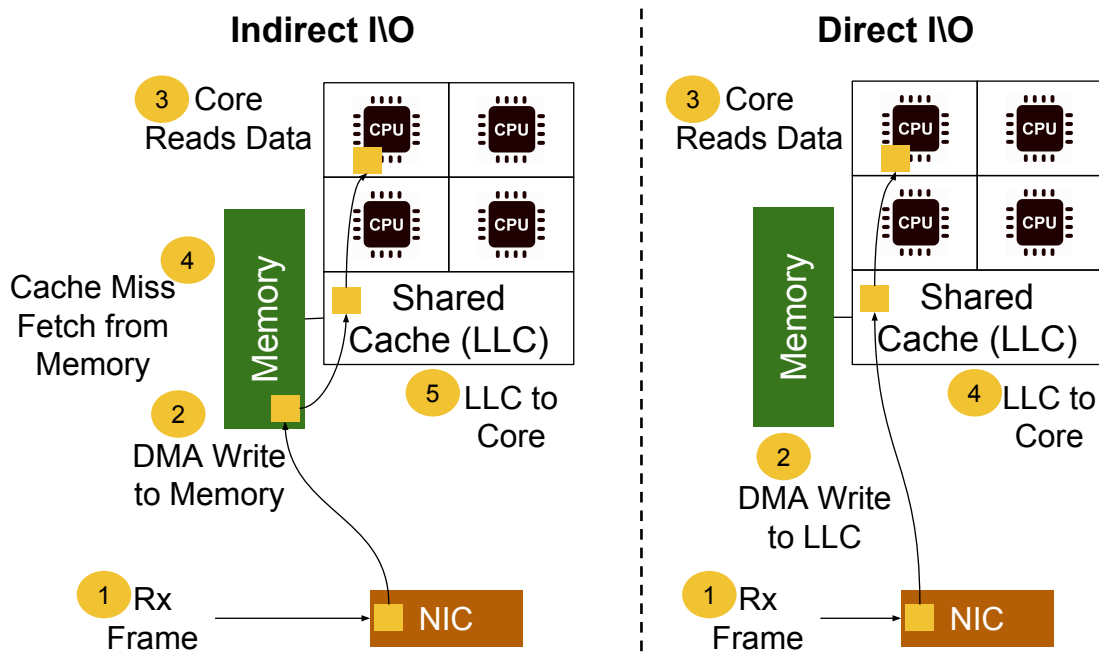 Indirect I\O
3 Core
Reads Data
CPU
CPU
CPU
CPU
4
Cache Miss
Fetch from
Memory
Memory
Shared
Cache (LLC)
5 LLC to
Core
2
DMA Write
to Memory
1 Rx
Frame
NIC
Direct I\O
3 Core
Reads Data
CPU
CPU
CPU
CPU
Memory
Shared
Cache (LLC)
4 LLC to
Core
2
DMA Write
to LLC
1 Rx
Frame
NIC